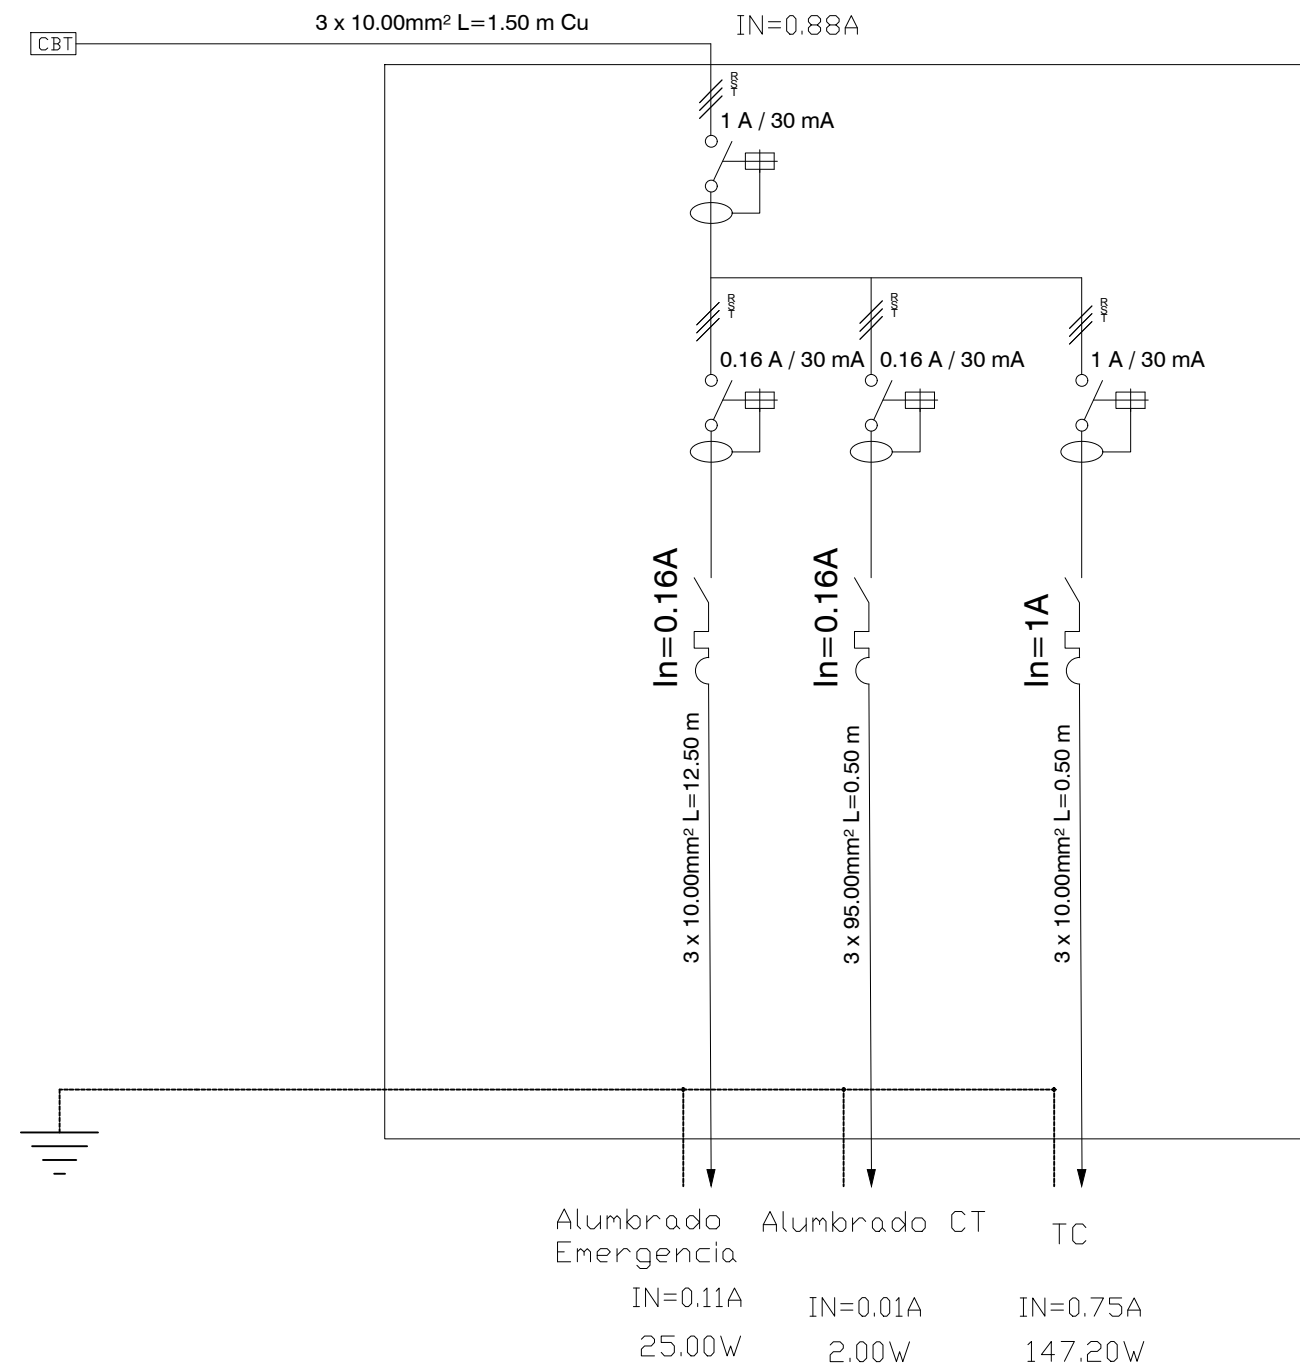 3 x 10.00mm² L=1.50 m Cu
IN=0.88A
CBT
R
S
T
1 A / 30 mA
R
S
T
R
S
T
R
S
T
0.16 A / 30 mA
0.16 A / 30 mA
1 A / 30 mA
In=0.16A
In=0.16A
In=1A
3 x 10.00mm² L=12.50 m
3 x 95.00mm² L=0.50 m
3 x 10.00mm² L=0.50 m
Alumbrado
Emergencia
Alumbrado CT
TC
IN=0.11A
IN=0.01A
IN=0.75A
25.00W
2.00W
147.20W